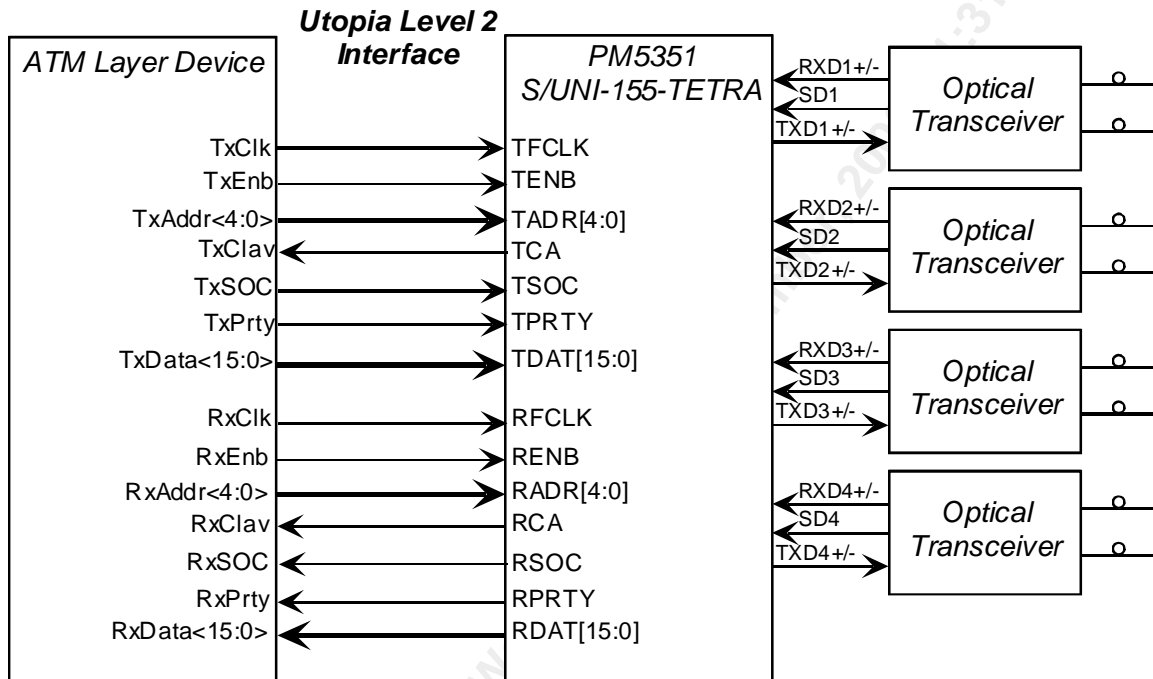 Utopia Level 2
Interface
ATM Layer Device
PM5351
S/UNI-155-TETRA
TxClk
TxEnb
TxAddr<4:0>
TxClav
TxSOC
TxPrty
TxData<15:0>
RxClk
RxEnb
RxAddr<4:0>
RxClav
RxSOC
RxPrty
RxData<15:0>
TFCLK
TENB
TADR[4:0]
TCA
TSOC
TPRTY
TDAT[15:0]
RFCLK
RENB
RADR[4:0]
RCA
RSOC
RPRTY
RDAT[15:0]
RXD1+/-
SD1
TXD1+/-
Optical
Transceiver
RXD2+/-
SD2
TXD2+/-
Optical
Transceiver
RXD3+/-
SD3
TXD3+/-
Optical
Transceiver
RXD4+/-
SD4
TXD4+/-
Optical
Transceiver